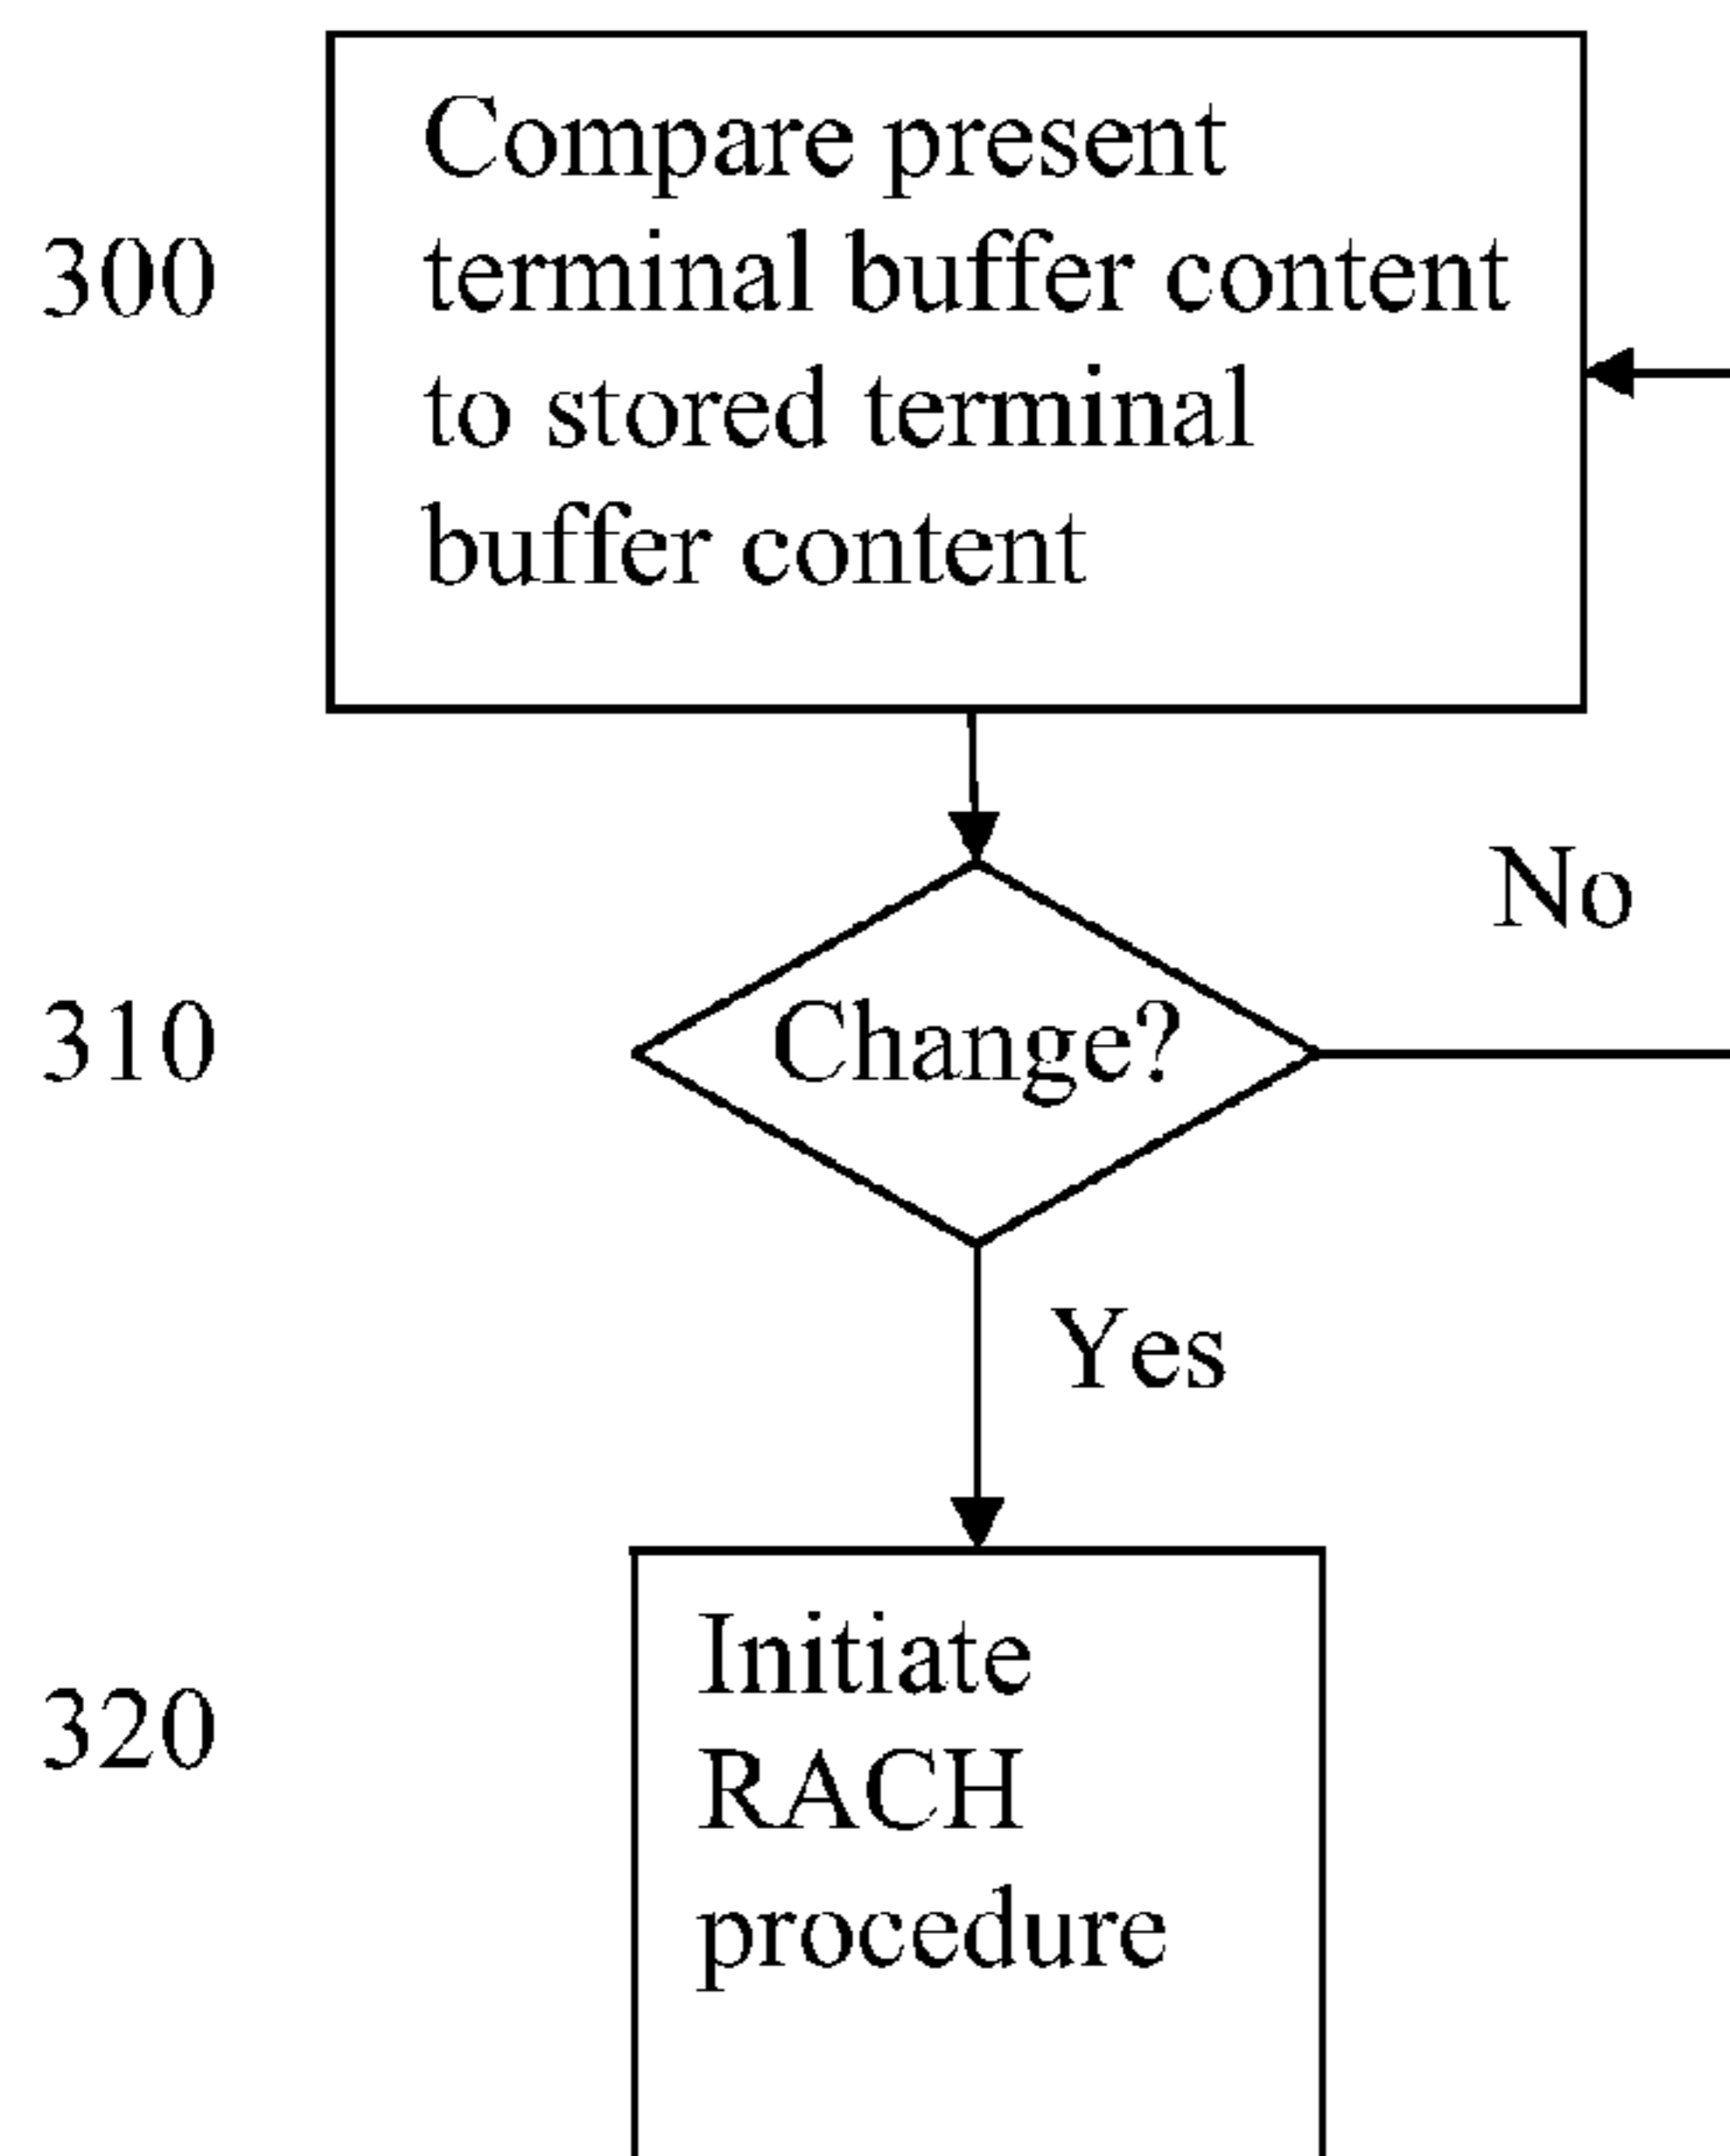 Compare present
300
terminal buffer content
to stored terminal
buffer content
No
310
Change?
Yes
Initiate
320
RACH
procedure